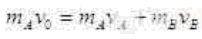 m_A v_0 = m_A v_A + m_B v_B